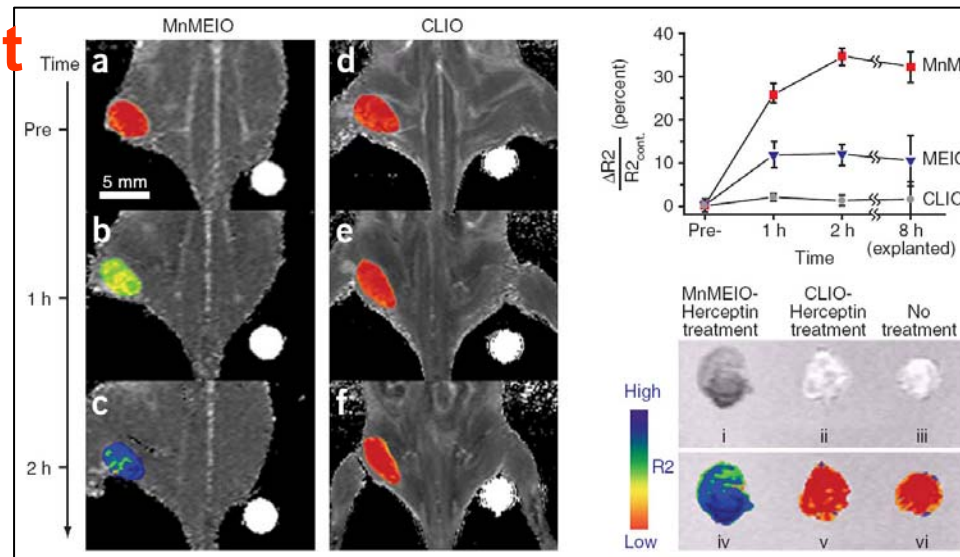 t
MnMEIO
CLIO
Time
Pre
1 h
2 h
a
5 mm
b
c
d
e
f
ΔR2
R2cont.
(percent)
40
30
20
10
0
MEIO
CLIO
Pre-
1 h
2 h
8 h
(explanted)
Time
MnMEIO-
Herceptin
treatment
CLIO-
Herceptin
treatment
No
treatment
High
R2
Low
i
ii
iii
iv
v
vi